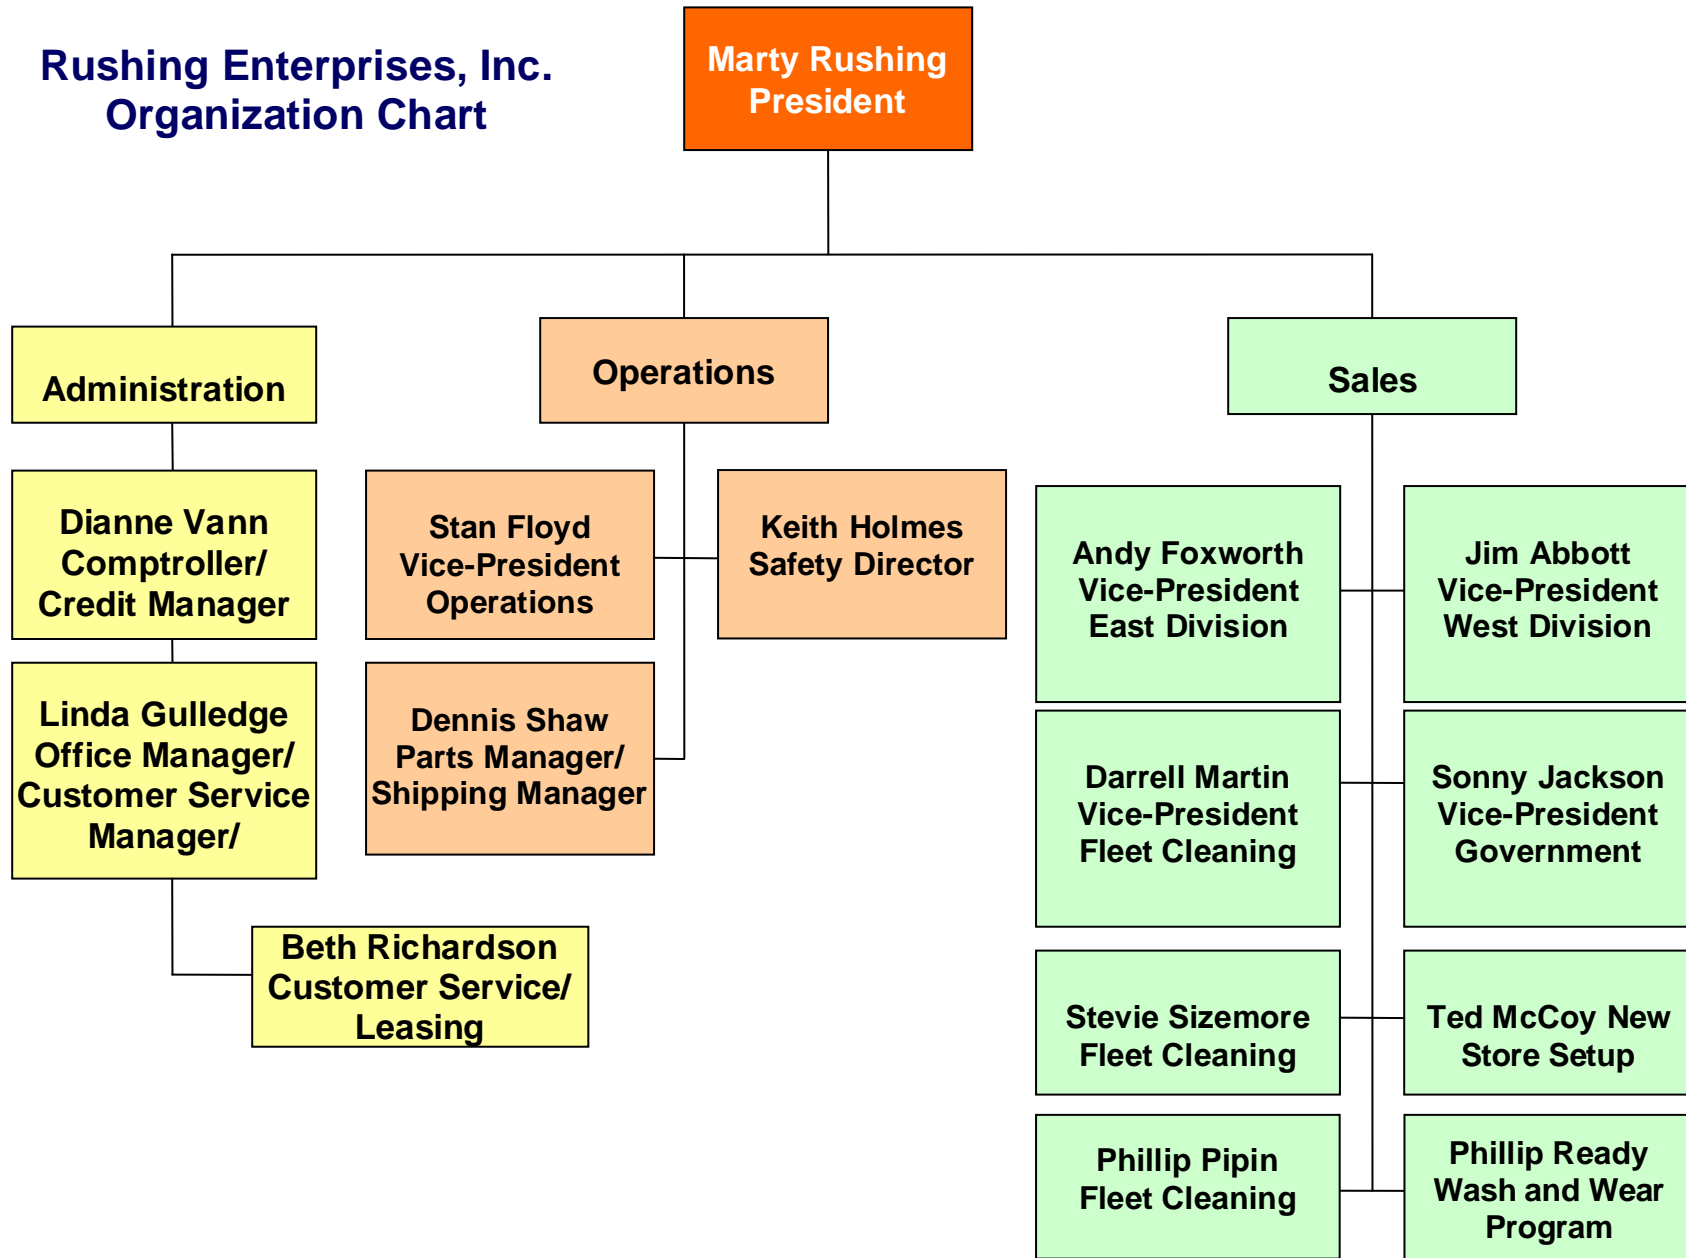 Rushing Enterprises, Inc.
Organization Chart
Marty Rushing
President
Administration
Operations
Sales
Dianne Vann
Comptroller/
Credit Manager
Linda Gulledge
Office Manager/
Customer Service
Manager/
Beth Richardson
Customer Service/
Leasing
Stan Floyd
Vice-President
Operations
Keith Holmes
Safety Director
Dennis Shaw
Parts Manager/
Shipping Manager
Andy Foxworth
Vice-President
East Division
Jim Abbott
Vice-President
West Division
Darrell Martin
Vice-President
Fleet Cleaning
Sonny Jackson
Vice-President
Government
Stevie Sizemore
Fleet Cleaning
Ted McCoy New
Store Setup
Phillip Pipin
Fleet Cleaning
Phillip Ready
Wash and Wear
Program